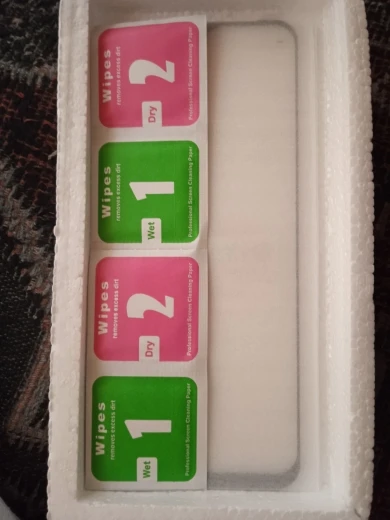 Wipes
removes excess dirt
2
Dry
Professional Screen Cleaning Paper
Wipes
removes excess dirt
1
Wet
Professional Screen Cleaning Paper
Wipes
removes excess dirt
2
Dry
Professional Screen Cleaning Paper
Wipes
removes excess dirt
1
Wet
Professional Screen Cleaning Paper